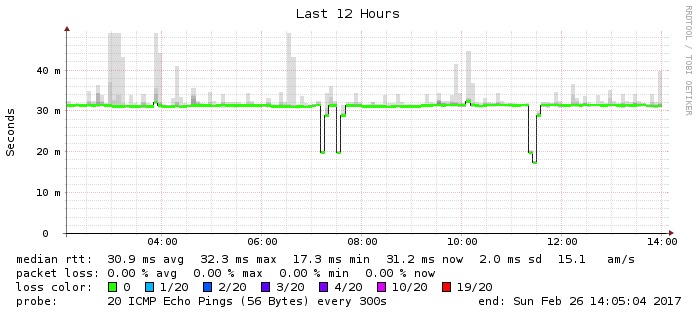 Last 12 Hours
RRDTOOL / TOBI OETIKER
Seconds
40 m
30 m
20 m
10 m
0
04:00 06:00 08:00 10:00 12:00 14:00
median rtt: 30.9 ms avg 32.3 ms max 17.3 ms min 31.2 ms now 2.0 ms sd 15.1 am/s
packet loss: 0.00 % avg 0.00 % max 0.00 % min 0.00 % now
loss color: 0 1/20 2/20 3/20 4/20 10/20 19/20
probe: 20 ICMP Echo Pings (56 Bytes) every 300s end: Sun Feb 26 14:05:04 2017